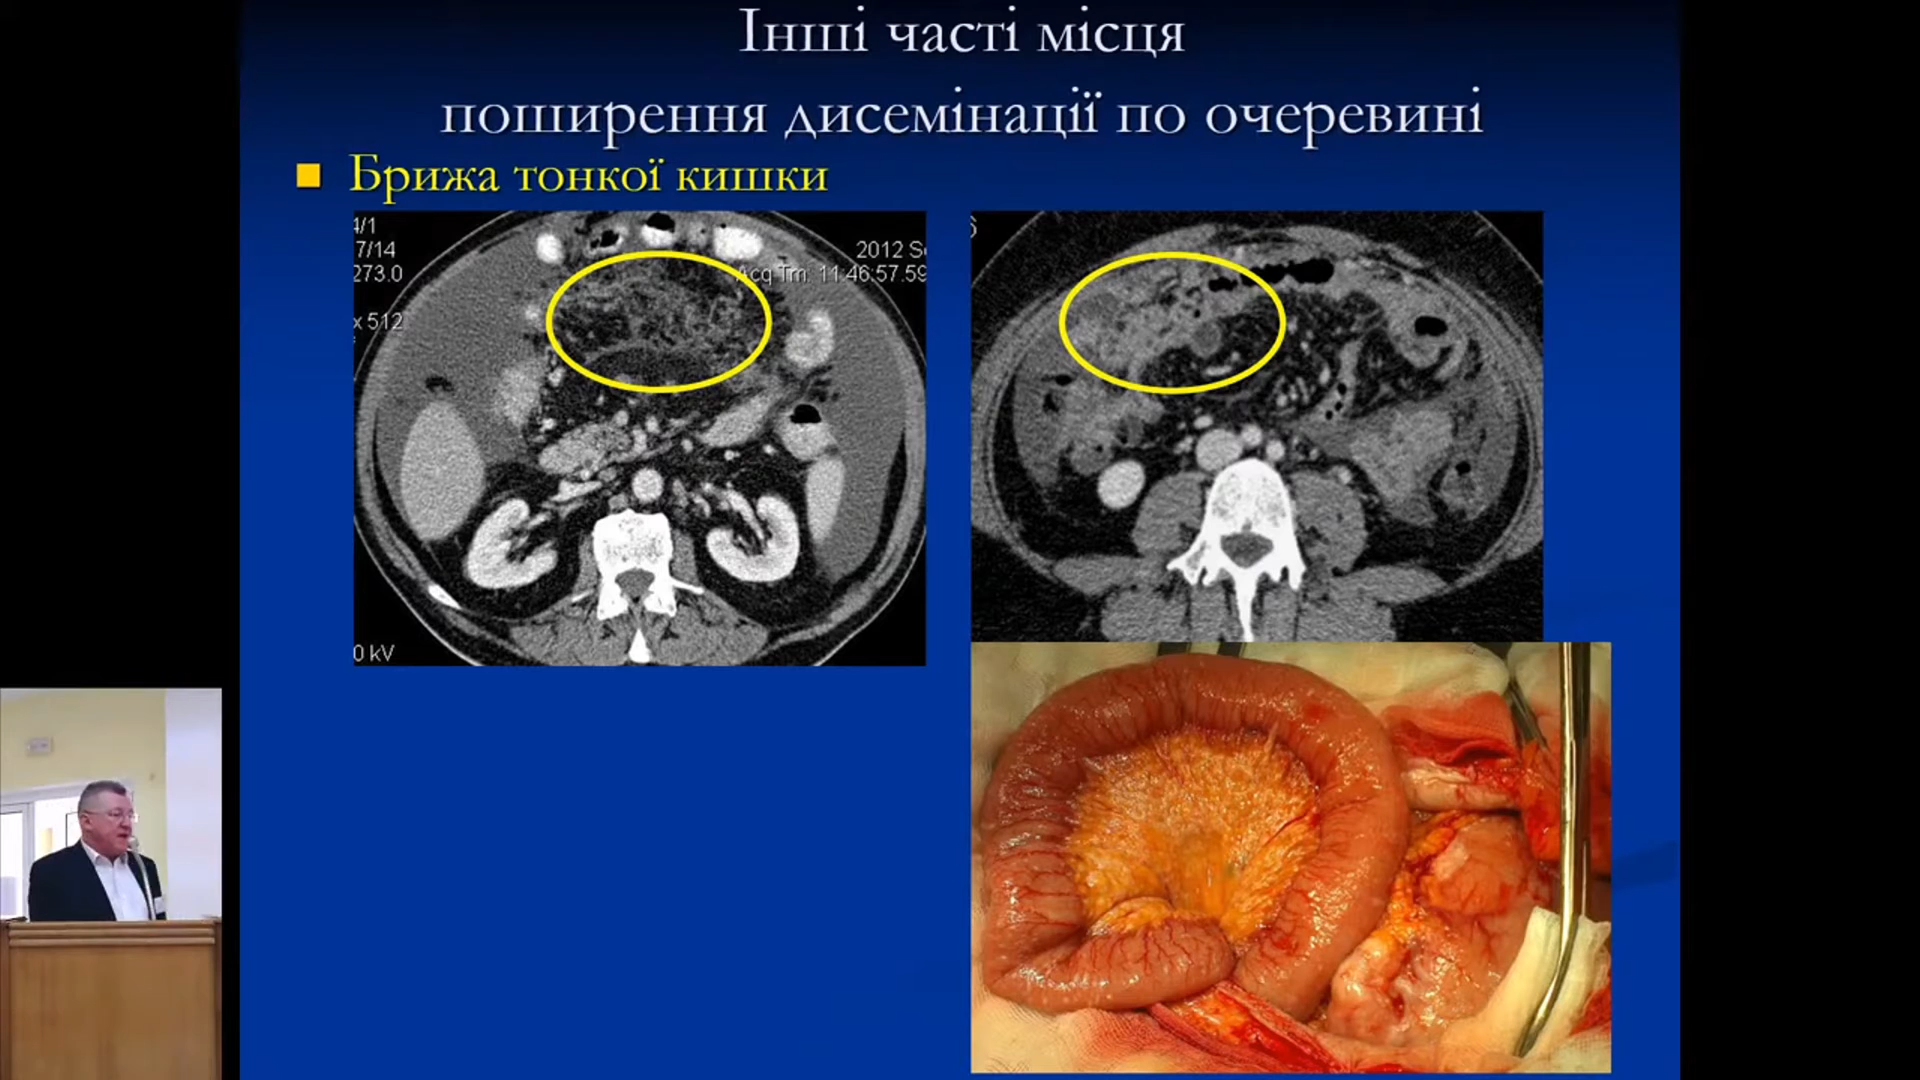 Інші часті місця
поширення дисемінації по очеревині
Брижа тонкої кишки
4/1
7/14
273.0
x 512
0 kV
2012 S
Acq Tm: 11:46:57.59